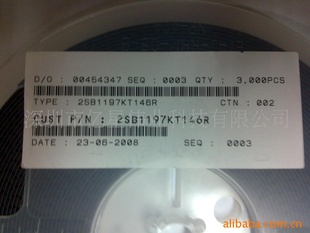 D/O : 00464347 SEQ : 0003 QTY : 3,000PCS
TYPE : 2SB1197KT146R CTN : 002
CUST P/N : 2SB1197KT146R
DATE : 23-06-2008 SEQ : 0003
alibaba.com.cn